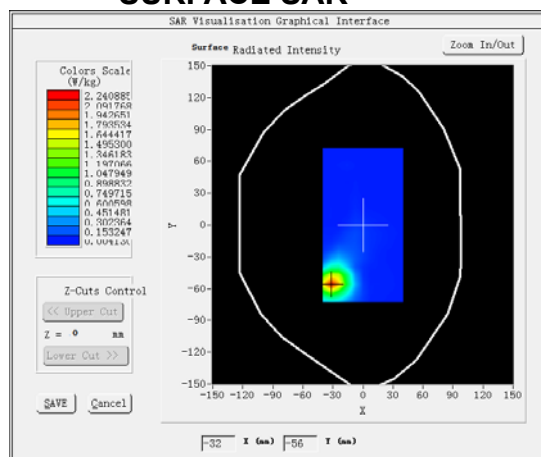 SURFACE SAR
SAR Visualisation Graphical Interface
Surface Radiated Intensity
Zoom In/Out
Colors Scale
(W/kg)
2.240885
2.091768
1.942651
1.793534
1.644417
1.495300
1.346183
1.197066
1.047949
0.898832
0.749715
0.600598
0.451481
0.302364
0.153247
0.004130
150-
120-
90-
60-
30-
0-
-30-
-60-
-90-
-120-
-150-
Y
-150 -120 -90 -60 -30 0 30 60 90 120 150
X
Z-Cuts Control
<< Upper Cut
Z = 0 mm
Lower Cut >>
SAVE Cancel
-32 X (mm) -56 Y (mm)